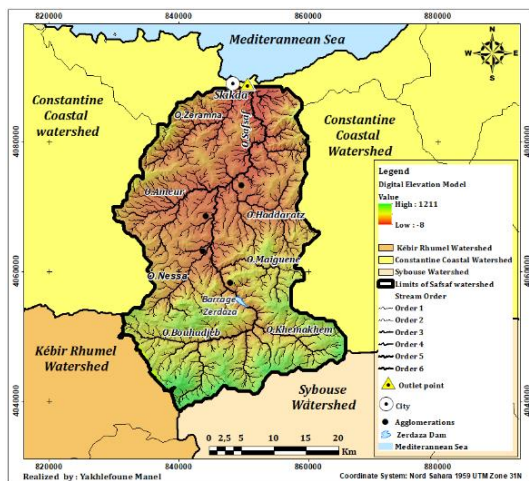 820000 840000 860000 880000
Mediterannean Sea
N
W E
S
Skikda
Constantine
Coastal
watershed
O.Zeramna
O.Safsaf
Constantine
Coastal
Watershed
4080000
4080000
O.Ameur
O.Haddaratz
O.Maiguene
O.Nessa
Barrage
Zerdaza
4060000
4060000
O.Bouhadjeb
O.Khemakhem
Kébir Rhumel
Watershed
Sybouse
Watershed
4040000
4040000
Legend
Digital Elevation Model
Value
High : 1211
Low : -8
Kébir Rhumel Watershed
Constantine Coastal Watershed
Sybouse Watershed
Limits of Safsaf watershed
Stream Order
Order 1
Order 2
Order 3
Order 4
Order 5
Order 6
Outlet point
City
Agglomerations
Zerdaza Dam
Mediterannean Sea
0 2,5 5 10 15 20
Km
820000 840000 860000 880000
Realized by : Yakhlefoune Manel
Coordinate System: Nord Sahara 1959 UTM Zone 31N